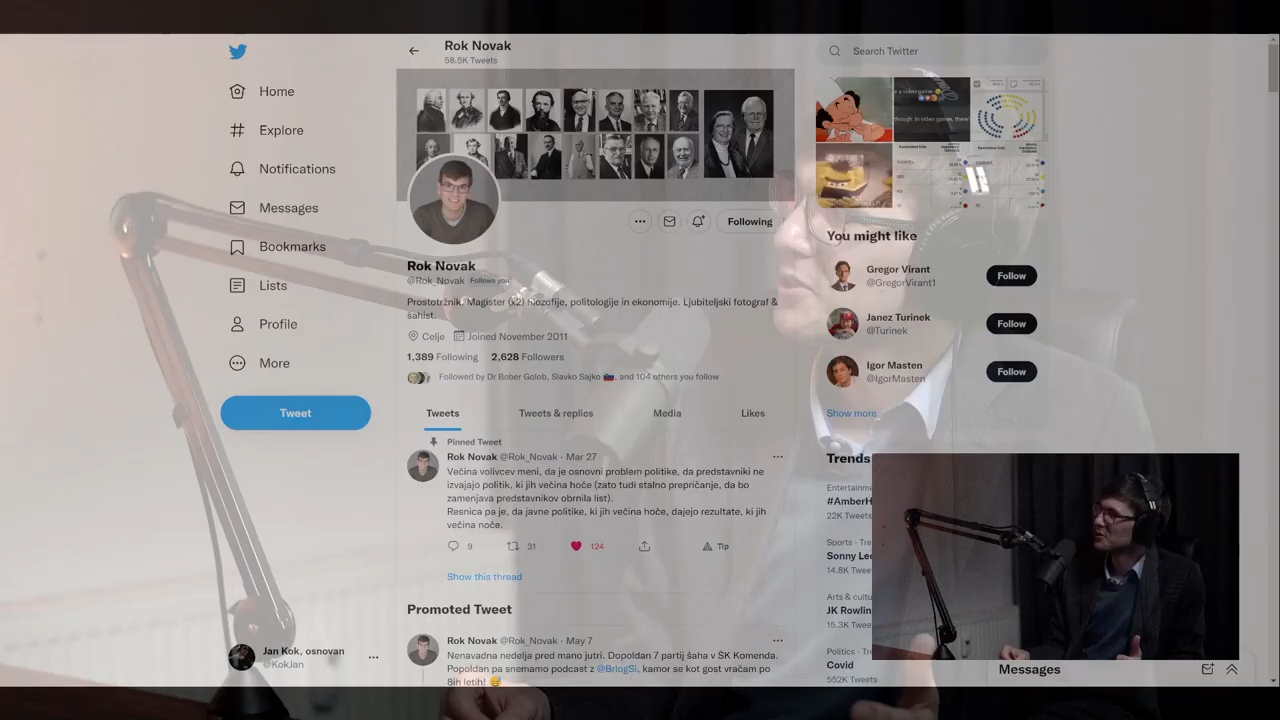 Home
Explore
Notifications
Messages
Bookmarks
Lists
Profile
More
Tweet
Jan Kok, osnovan
@KokJan
Rok Novak
58.5K Tweets
Following
Rok Novak
@Rok_Novak Follows you
Prostotržnik. Magister (x2) filozofije, politologije in ekonomije. Ljubiteljski fotograf &
šahist.
Celje Joined November 2011
1,389 Following 2,628 Followers
Followed by Dr Bober Golob, Slavko Sajko 🇸🇮, and 104 others you follow
Tweets Tweets & replies Media Likes
Pinned Tweet
Rok Novak @Rok_Novak · Mar 27
Večina volivcev meni, da je osnovni problem politike, da predstavniki ne
izvajajo politik, ki jih večina hoče (zato tudi stalno prepričanje, da bo
zamenjava predstavnikov obrnila list).
Resnica pa je, da javne politike, ki jih večina hoče, dajejo rezultate, ki jih
večina noče.
9 31 124 Tip
Show this thread
Promoted Tweet
Rok Novak @Rok_Novak · May 7
Nenavadna nedelja pred mano jutri. Dopoldan 7 partij šaha v ŠK Komenda.
Popoldan pa snemamo podcast z @BrlogSi, kamor se kot gost vračam po
8ih letih! 😅
Search Twitter
You might like
Gregor Virant
@GregorVirant1
Follow
Janez Turinek
@Turinek
Follow
Igor Masten
@IgorMasten
Follow
Show more
Trends
#AmberH
22K Tweets
Sports ·
Sonny Le
14.8K
JK Rowlin
15.3K
Politics ·
Covid
552K Tweets
Messages